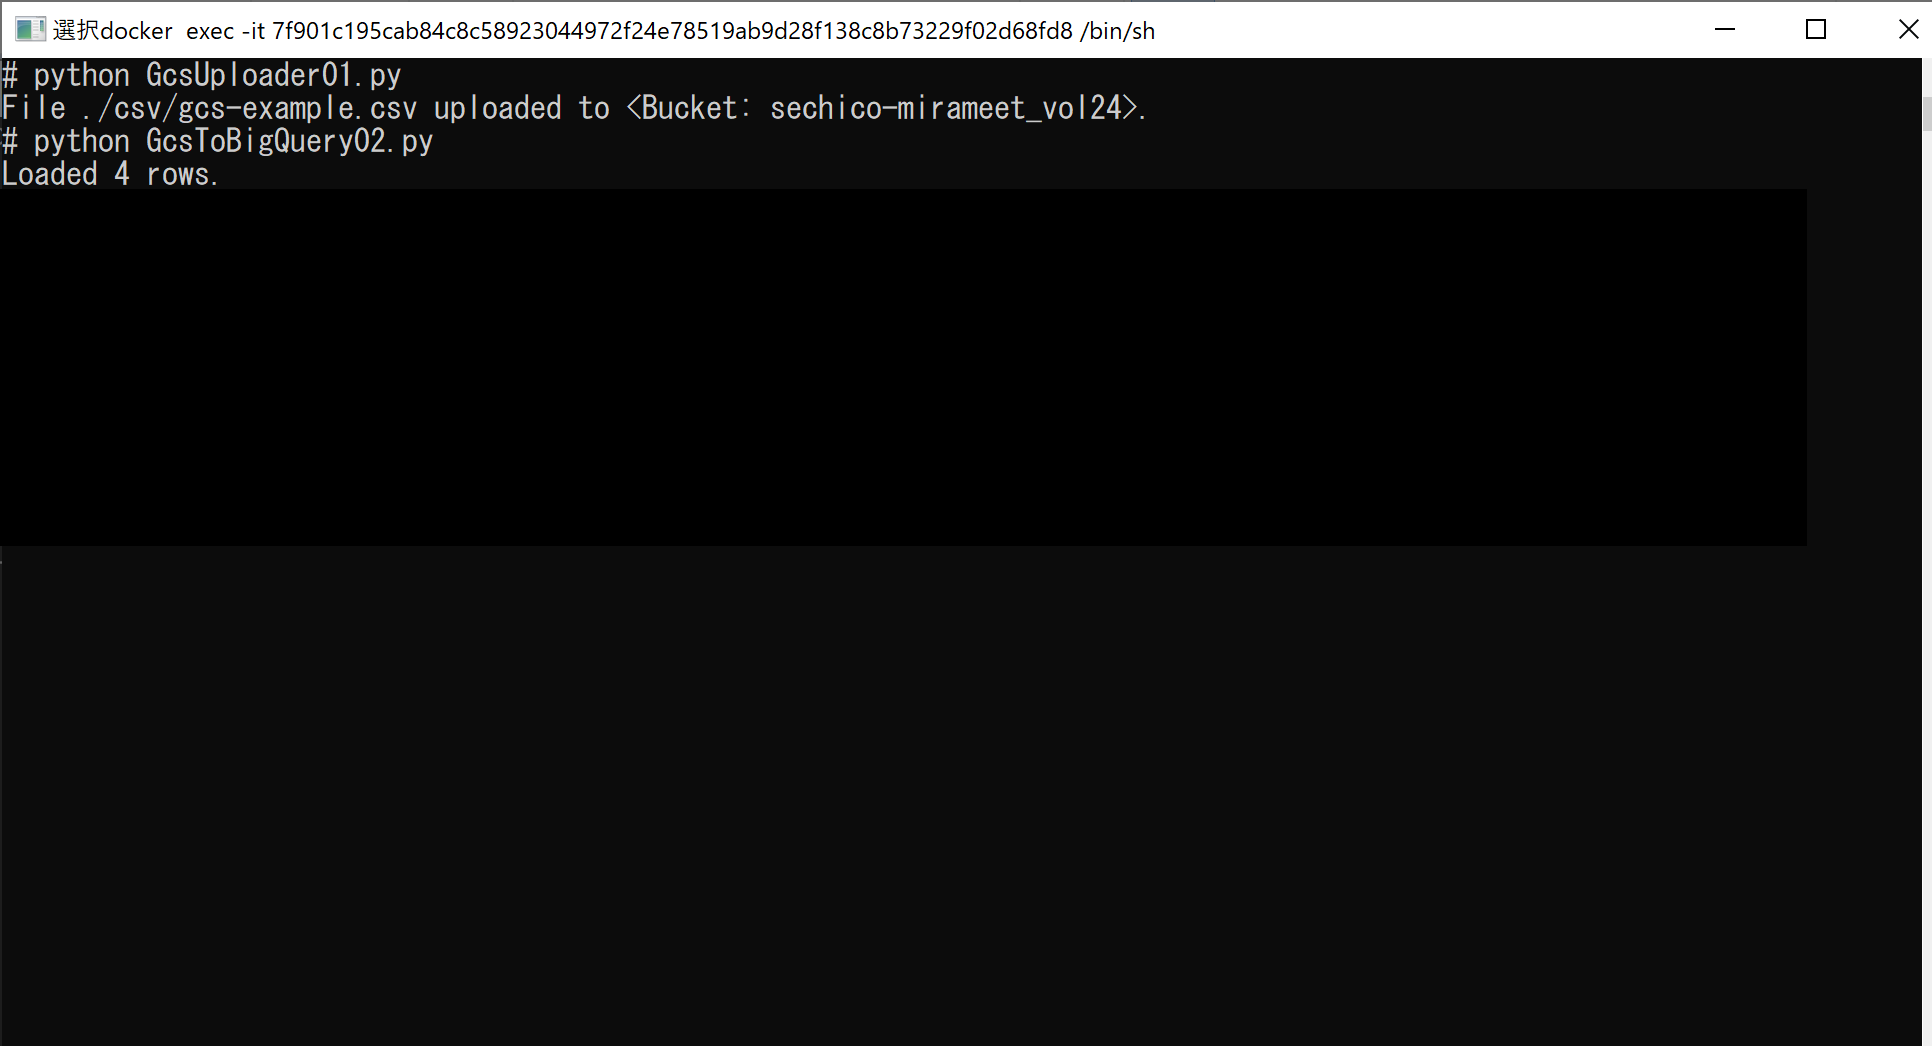 選択docker  exec -it 7f901c195cab84c8c58923044972f24e78519ab9d28f138c8b73229f02d68fd8 /bin/sh
# python GcsUploader01.py
File ./csv/gcs-example.csv uploaded to <Bucket: sechico-mirameet_vol24>.
# python GcsToBigQuery02.py
Loaded 4 rows.